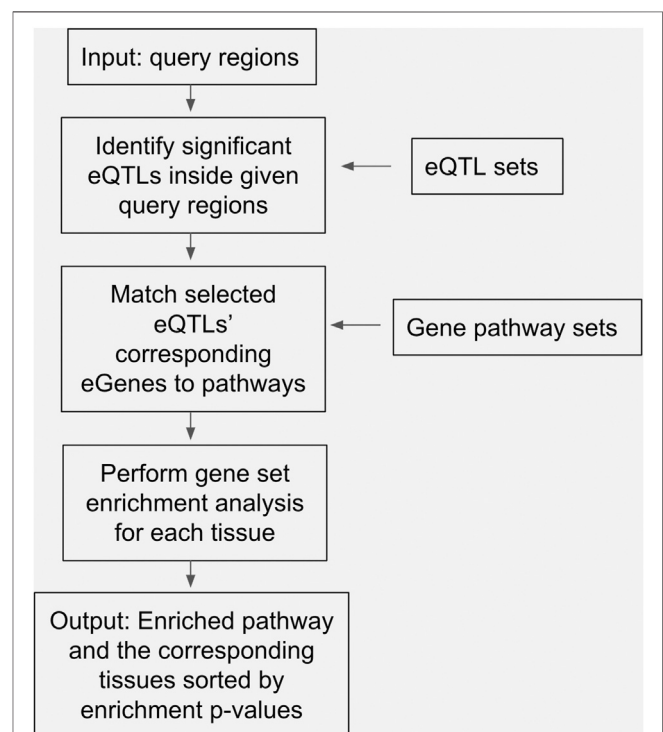 Input: query regions
Identify significant
eQTLs inside given
query regions
eQTL sets
Match selected
eQTLs’
corresponding
eGenes to pathways
Gene pathway sets
Perform gene set
enrichment analysis
for each tissue
Output: Enriched pathway
and the corresponding
tissues sorted by
enrichment p-values